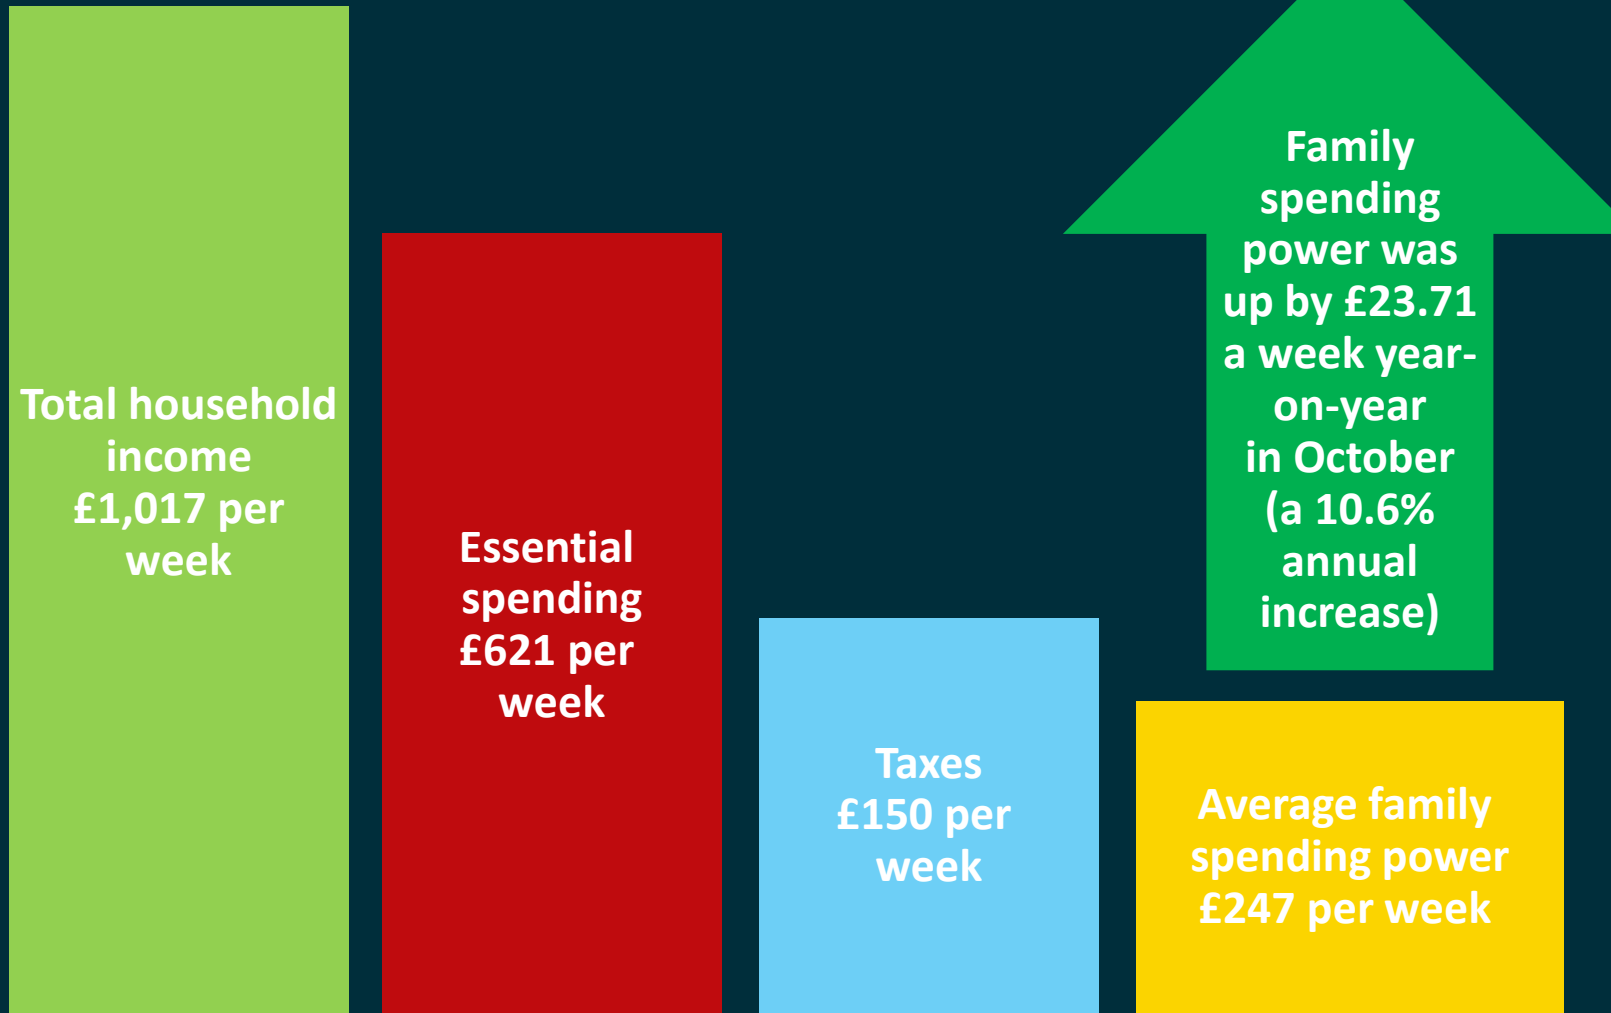 Total household
income
£1,017 per
week
Essential
spending
£621 per
week
Taxes
£150 per
week
Family
spending
power was
up by £23.71
a week year-
on-year
in October
(a 10.6%
annual
increase)
Average family
spending power
£247 per week